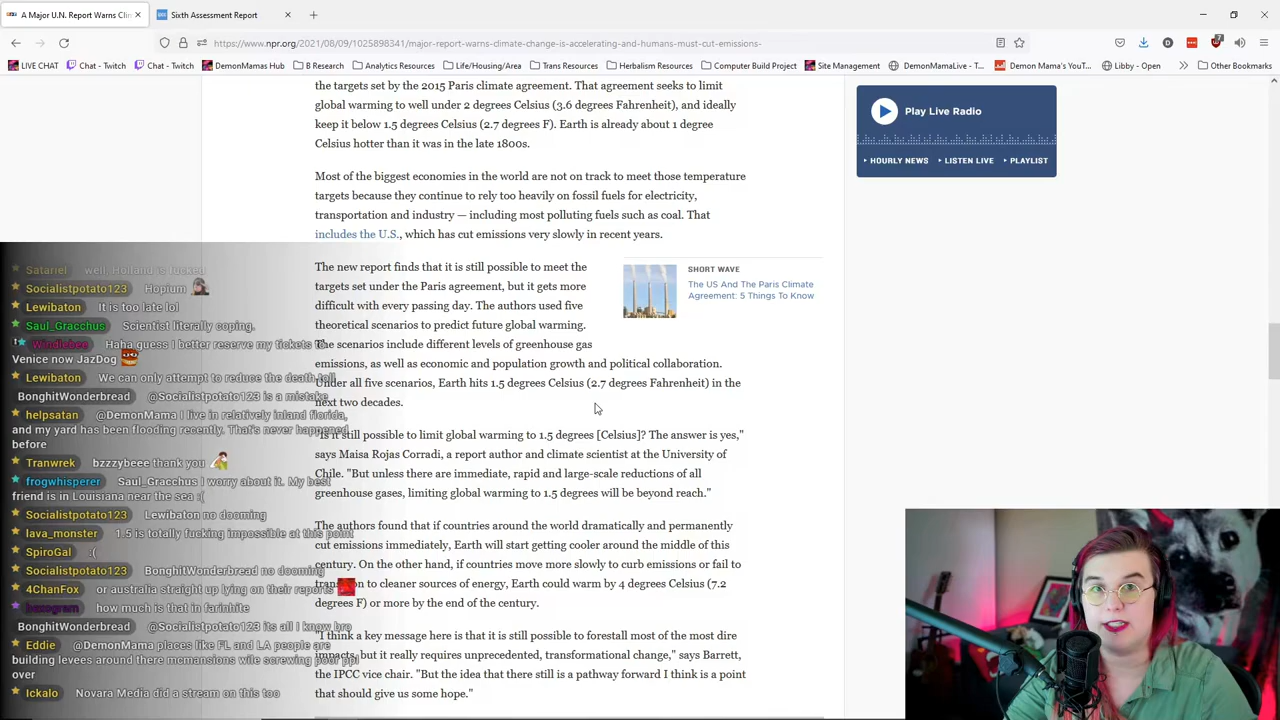 A Major U.N. Report Warns Clim
Sixth Assessment Report
https://www.npr.org/2021/08/09/1025898341/major-report-warns-climate-change-is-accelerating-and-humans-must-cut-emissions-
7
LIVE CHAT
Chat - Twitch
Chat - Twitch
DemonMamas Hub
B Research
Analytics Resources
Life/Housing/Area
Trans Resources
Herbalism Resources
Computer Build Project
Site Management
DemonMamaLive - T...
Demon Mama's YouT...
Libby - Open
Other Bookmarks
the targets set by the 2015 Paris climate agreement. That agreement seeks to limit
global warming to well under 2 degrees Celsius (3.6 degrees Fahrenheit), and ideally
keep it below 1.5 degrees Celsius (2.7 degrees F). Earth is already about 1 degree
Celsius hotter than it was in the late 1800s.
Most of the biggest economies in the world are not on track to meet those temperature
targets because they continue to rely too heavily on fossil fuels for electricity,
transportation and industry — including most polluting fuels such as coal. That
includes the U.S., which has cut emissions very slowly in recent years.
The new report finds that it is still possible to meet the
targets set under the Paris agreement, but it gets more
difficult with every passing day. The authors used five
theoretical scenarios to predict future global warming.
The scenarios include different levels of greenhouse gas
emissions, as well as economic and population growth and political collaboration.
Under all five scenarios, Earth hits 1.5 degrees Celsius (2.7 degrees Fahrenheit) in the
next two decades.
"Is it still possible to limit global warming to 1.5 degrees [Celsius]? The answer is yes,"
says Maisa Rojas Corradi, a report author and climate scientist at the University of
Chile. "But unless there are immediate, rapid and large-scale reductions of all
greenhouse gases, limiting global warming to 1.5 degrees will be beyond reach."
The authors found that if countries around the world dramatically and permanently
cut emissions immediately, Earth will start getting cooler around the middle of this
century. On the other hand, if countries move more slowly to curb emissions or fail to
transition to cleaner sources of energy, Earth could warm by 4 degrees Celsius (7.2
degrees F) or more by the end of the century.
"I think a key message here is that it is still possible to forestall most of the most dire
impacts, but it really requires unprecedented, transformational change," says Barrett,
the IPCC vice chair. "But the idea that there still is a pathway forward I think is a point
that should give us some hope."
SHORT WAVE
The US And The Paris Climate
Agreement: 5 Things To Know
Play Live Radio
HOURLY NEWS
LISTEN LIVE
PLAYLIST
Satariel well, Holland is fucked
Socialistpotato123 Hopium
Lewibaton It is too late lol
Saul_Gracchus Scientist literally coping.
Windlebee Haha guess I better reserve my tickets to
Venice now JazDog
Lewibaton We can only attempt to reduce the death toll
BonghitWonderbread @Socialistpotato123 is a mistake
helpsatan @DemonMama I live in relatively inland florida,
and my yard has been flooding recently. That's never happened
before
Tranwrek bzzzybeee thank you
frogwhisperer Saul_Gracchus I worry about it. My best
friend is in Louisiana near the sea :(
Socialistpotato123 Lewibaton no dooming
lava_monster 1.5 is totally fucking impossible at this point
SpiroGal :(
Socialistpotato123 BonghitWonderbread no dooming
4ChanFox or australia straight up lying on their reports
hexogram how much is that in farinhite
BonghitWonderbread @Socialistpotato123 its all I know bro
Eddie @DemonMama places like FL and LA people are
building levees around there mcmansions wile screwing poor ppl
over
Ickalo Novara Media did a stream on this too